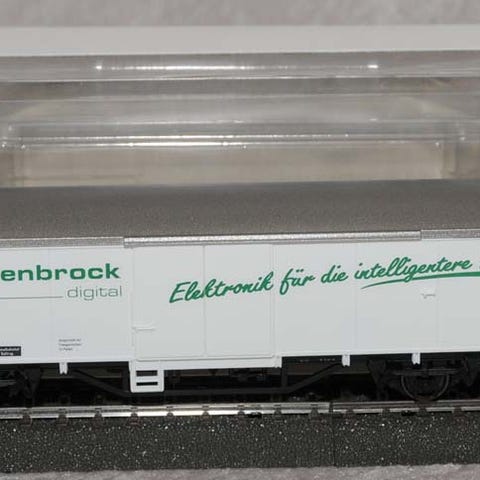 enbrock
digital
Elektronik für die intelligentere